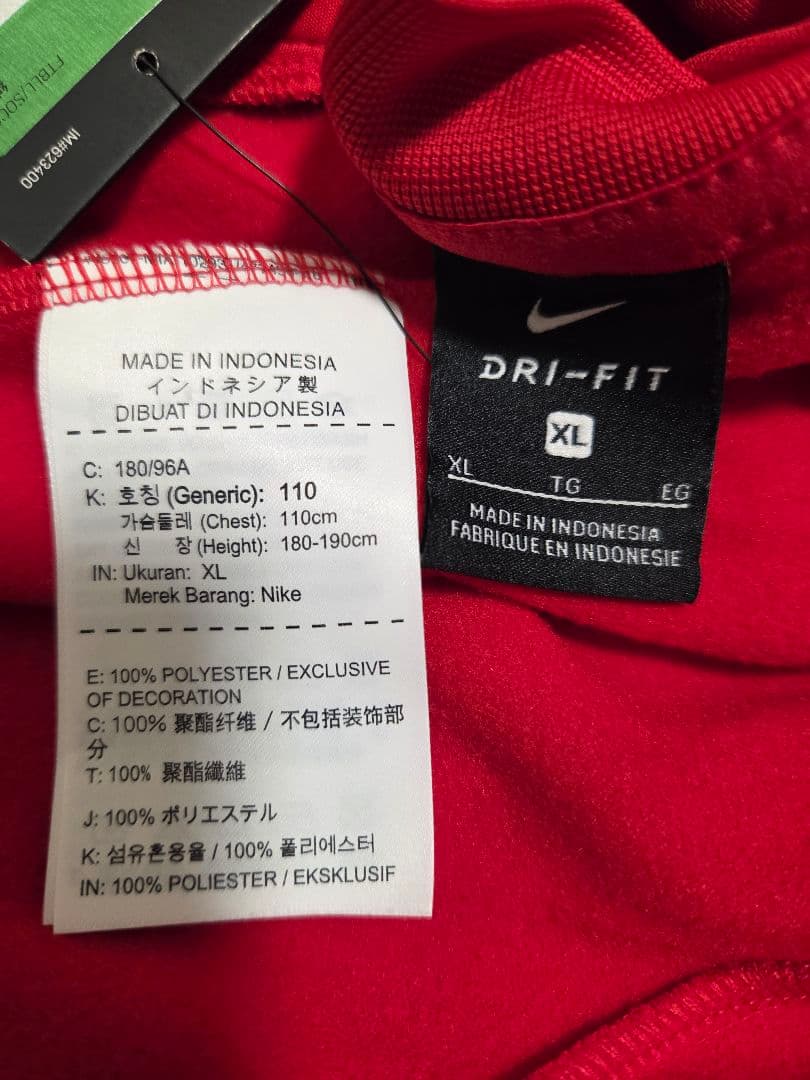 FTBLL/SOC
IM#623400
MADE IN INDONESIA
インドネシア製
DIBUAT DI INDONESIA
C: 180/96A
K: 호칭 (Generic): 110
가슴둘레 (Chest): 110cm
신 장 (Height): 180-190cm
IN: Ukuran: XL
Merek Barang: Nike
E: 100% POLYESTER / EXCLUSIVE
OF DECORATION
C: 100% 聚酯纤维 / 不包括装饰部
分
T: 100% 聚酯纖維
J: 100% ポリエステル
K: 섬유혼용율 / 100% 폴리에스터
IN: 100% POLIESTER / EKSKLUSIF
DRI-FIT
XL
XL TG EG
MADE IN INDONESIA
FABRIQUE EN INDONESIE